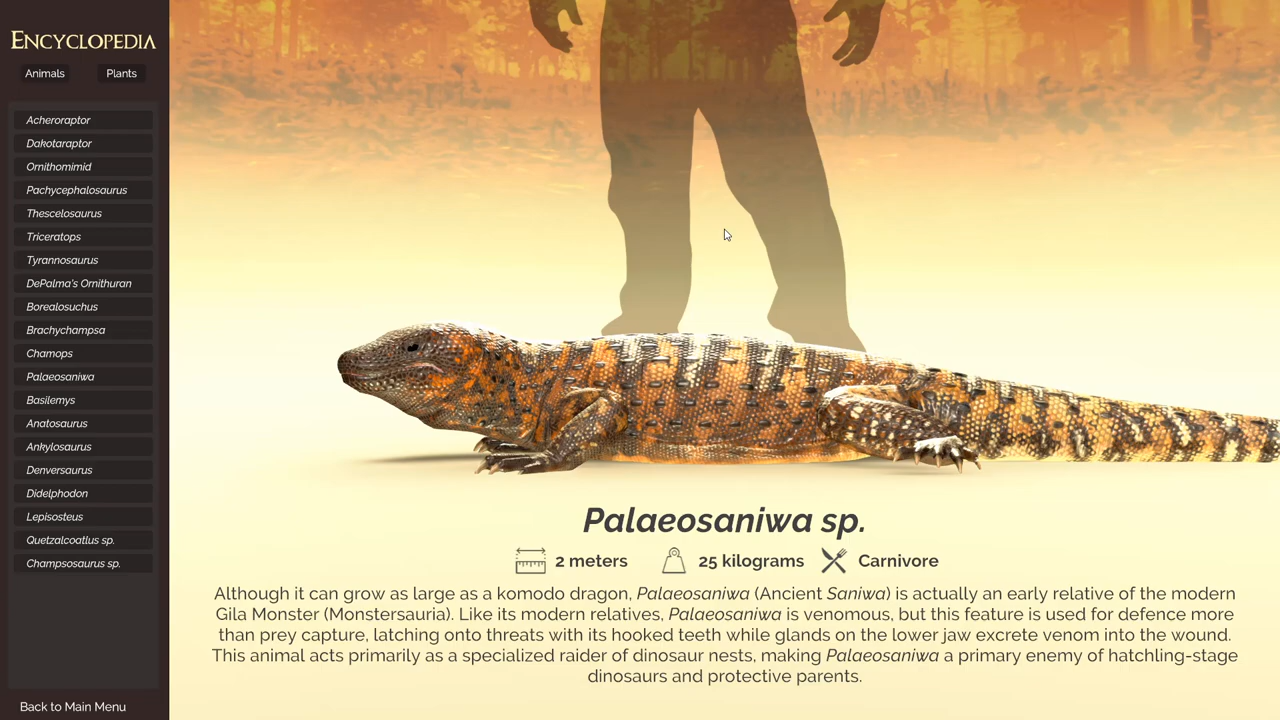 ENCYCLOPEDIA
Animals Plants
Acheroraptor
Dakotaraptor
Ornithomimid
Pachycephalosaurus
Thescelosaurus
Triceratops
Tyrannosaurus
DePalma's Ornithuran
Borealosuchus
Brachychampsa
Chamops
Palaeosaniwa
Basilemys
Anatosaurus
Ankylosaurus
Denversaurus
Didelphodon
Lepisosteus
Quetzalcoatlus sp.
Champsosaurus sp.
Back to Main Menu
Palaeosaniwa sp.
2 meters 25 kilograms Carnivore
Although it can grow as large as a komodo dragon, Palaeosaniwa (Ancient Saniwa) is actually an early relative of the modern
Gila Monster (Monstersauria). Like its modern relatives, Palaeosaniwa is venomous, but this feature is used for defence more
than prey capture, latching onto threats with its hooked teeth while glands on the lower jaw excrete venom into the wound.
This animal acts primarily as a specialized raider of dinosaur nests, making Palaeosaniwa a primary enemy of hatchling-stage
dinosaurs and protective parents.